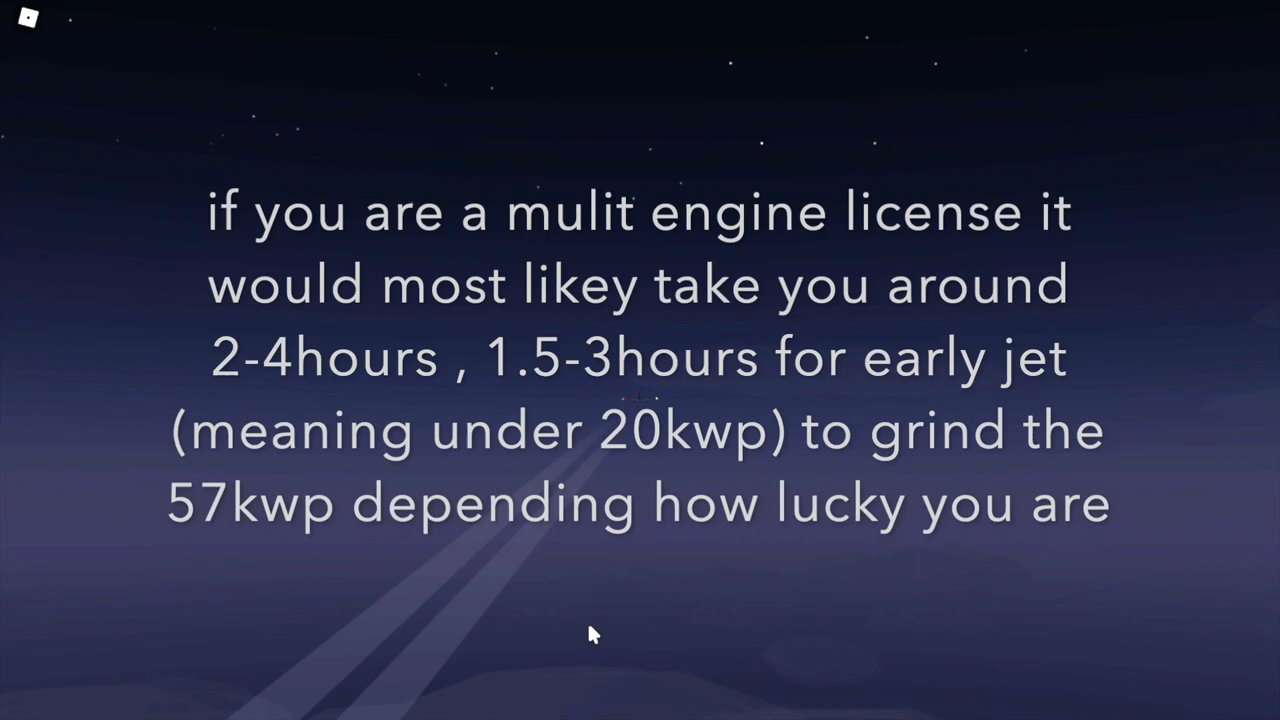 if you are a mulit engine license it
would most likey take you around
2-4hours , 1.5-3hours for early jet
(meaning under 20kwp) to grind the
57kwp depending how lucky you are